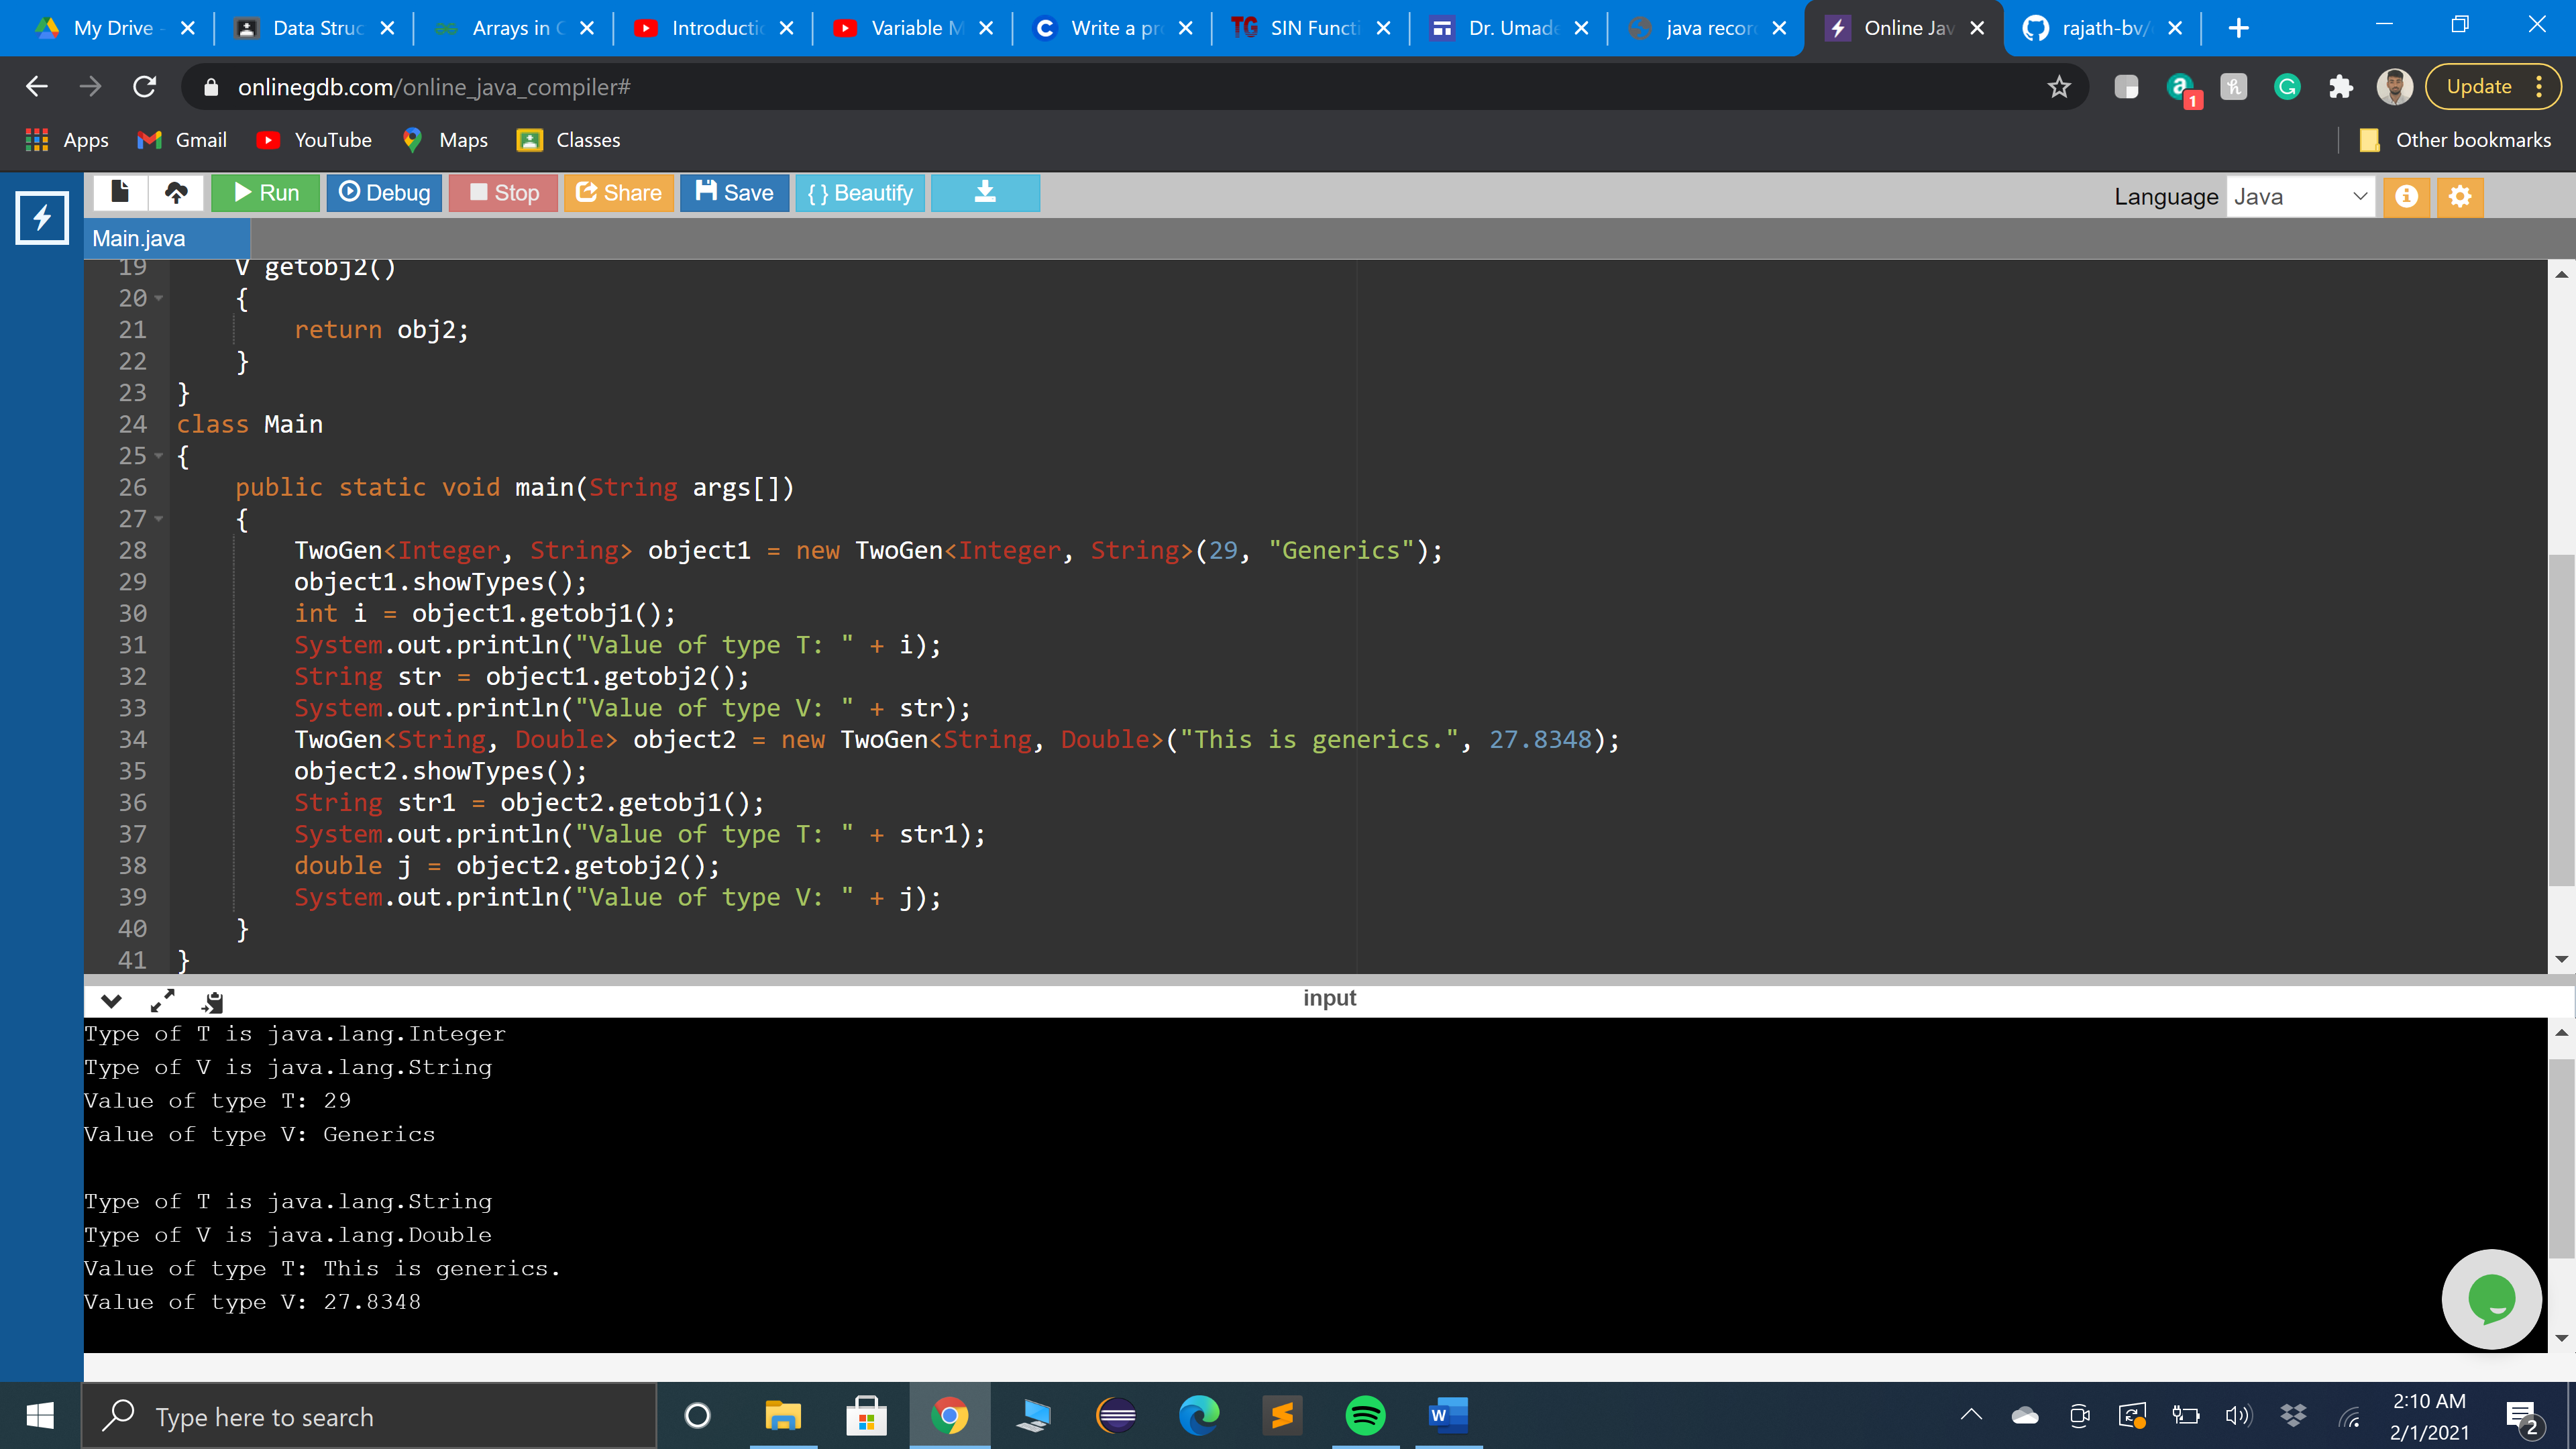 My Drive -
Data Struc
Arrays in C
Introductic
Variable M
Write a pro
TG SIN Functi
Dr. Umade
java recor
Online Jav
rajath-bv/
onlinegdb.com/online_java_compiler#
1
Update
Apps
Gmail
YouTube
Maps
Classes
Other bookmarks
Run
Debug
Stop
Share
Save
{ } Beautify
Language Java
Main.java
19 V getobj2()
20 {
21 return obj2;
22 }
23 }
24 class Main
25 {
26 public static void main(String args[])
27 {
28 TwoGen<Integer, String> object1 = new TwoGen<Integer, String>(29, "Generics");
29 object1.showTypes();
30 int i = object1.getobj1();
31 System.out.println("Value of type T: " + i);
32 String str = object1.getobj2();
33 System.out.println("Value of type V: " + str);
34 TwoGen<String, Double> object2 = new TwoGen<String, Double>("This is generics.", 27.8348);
35 object2.showTypes();
36 String str1 = object2.getobj1();
37 System.out.println("Value of type T: " + str1);
38 double j = object2.getobj2();
39 System.out.println("Value of type V: " + j);
40 }
41 }
input
Type of T is java.lang.Integer
Type of V is java.lang.String
Value of type T: 29
Value of type V: Generics
Type of T is java.lang.String
Type of V is java.lang.Double
Value of type T: This is generics.
Value of type V: 27.8348
Type here to search
2:10 AM
2/1/2021
2